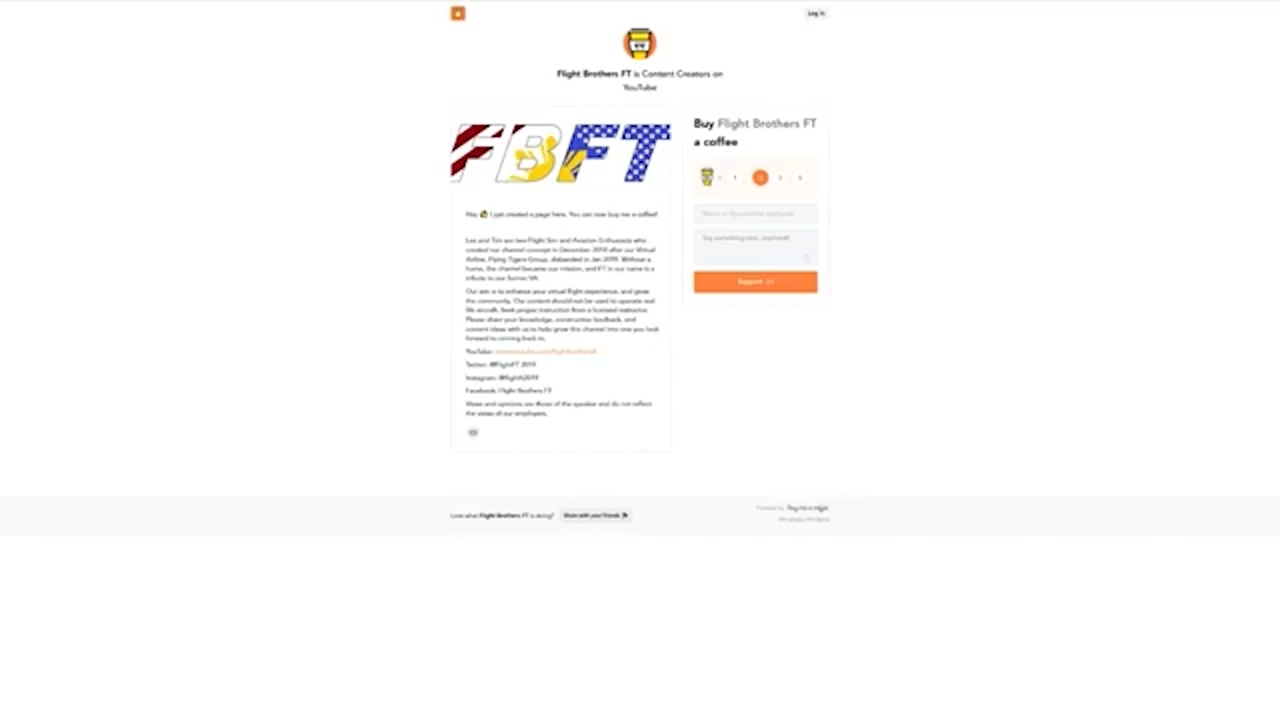 Log in
Flight Brothers FT is Content Creators on
YouTube
FBFT
Hey 👋 I just created a page here. You can now buy me a coffee!
Lee and Tim are two Flight Sim and Aviation Enthusiasts who
created our channel concept in December 2019 after our Virtual
Airline, Flying Tigers Group, disbanded in Jan 2019. Without a
home, the channel became our mission, and FT in our name is a
tribute to our former VA.
Our aim is to enhance your virtual flight experience, and grow
the community. Our content should not be used to operate real
life aircraft. Seek proper instruction from a licensed instructor.
Please share your knowledge, constructive feedback, and
content ideas with us to help grow this channel into one you look
forward to coming back to.
YouTube:
Twitter: @FlightFT 2019
Instagram:
Facebook: Flight Brothers FT
Views and opinions are those of the speaker and do not reflect
the views of our employers.
Buy Flight Brothers FT
a coffee
Say something nice.. (optional)
Support
Love what Flight Brothers FT is doing?
Share with your friends
Powered by